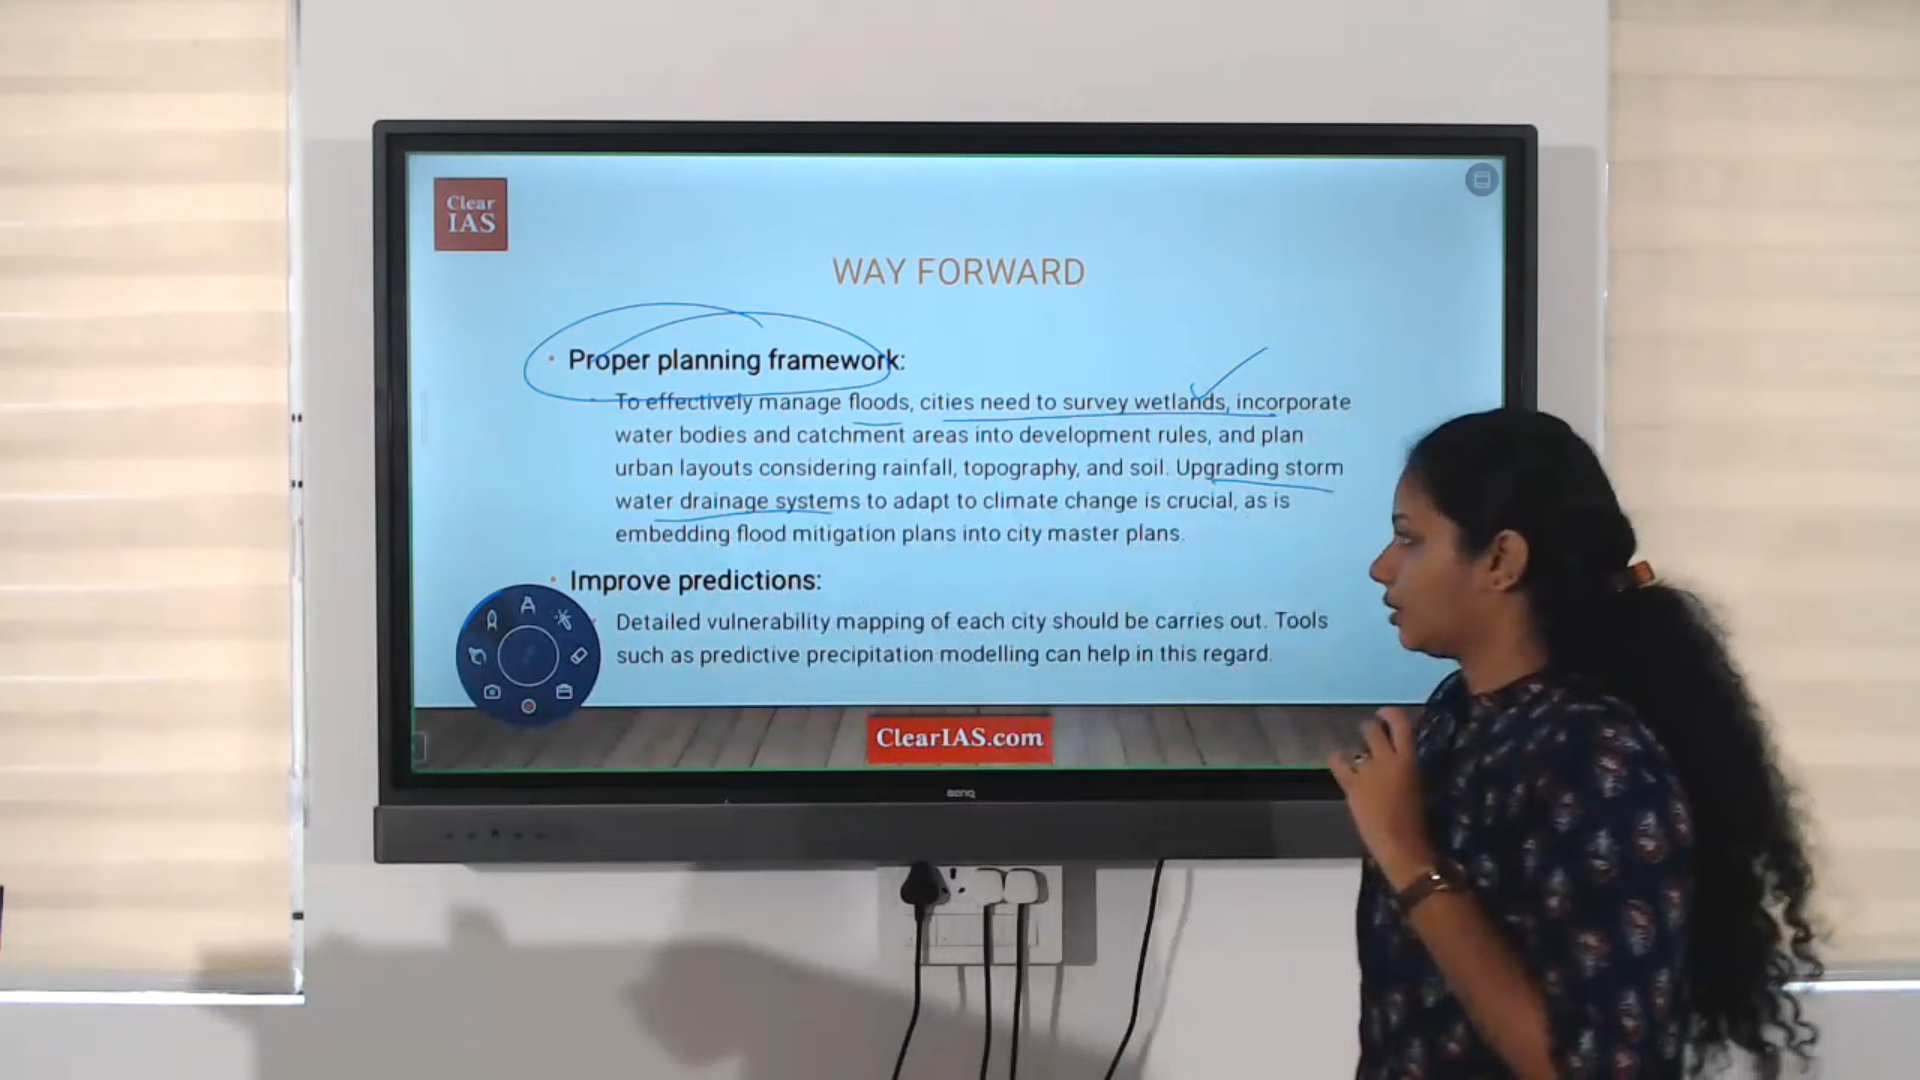 Clear
IAS
WAY FORWARD
Proper planning framework:
To effectively manage floods, cities need to survey wetlands, incorporate
water bodies and catchment areas into development rules, and plan
urban layouts considering rainfall, topography, and soil. Upgrading storm
water drainage systems to adapt to climate change is crucial, as is
embedding flood mitigation plans into city master plans.
Improve predictions:
Detailed vulnerability mapping of each city should be carries out. Tools
such as predictive precipitation modelling can help in this regard.
ClearIAS.com
BenQ